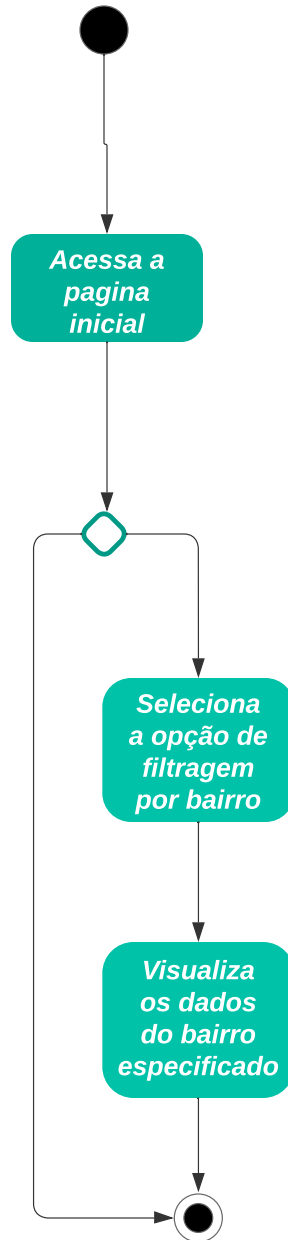 Acessa a
pagina
inicial
Seleciona
a opção de
filtragem
por bairro
Visualiza
os dados
do bairro
especificado